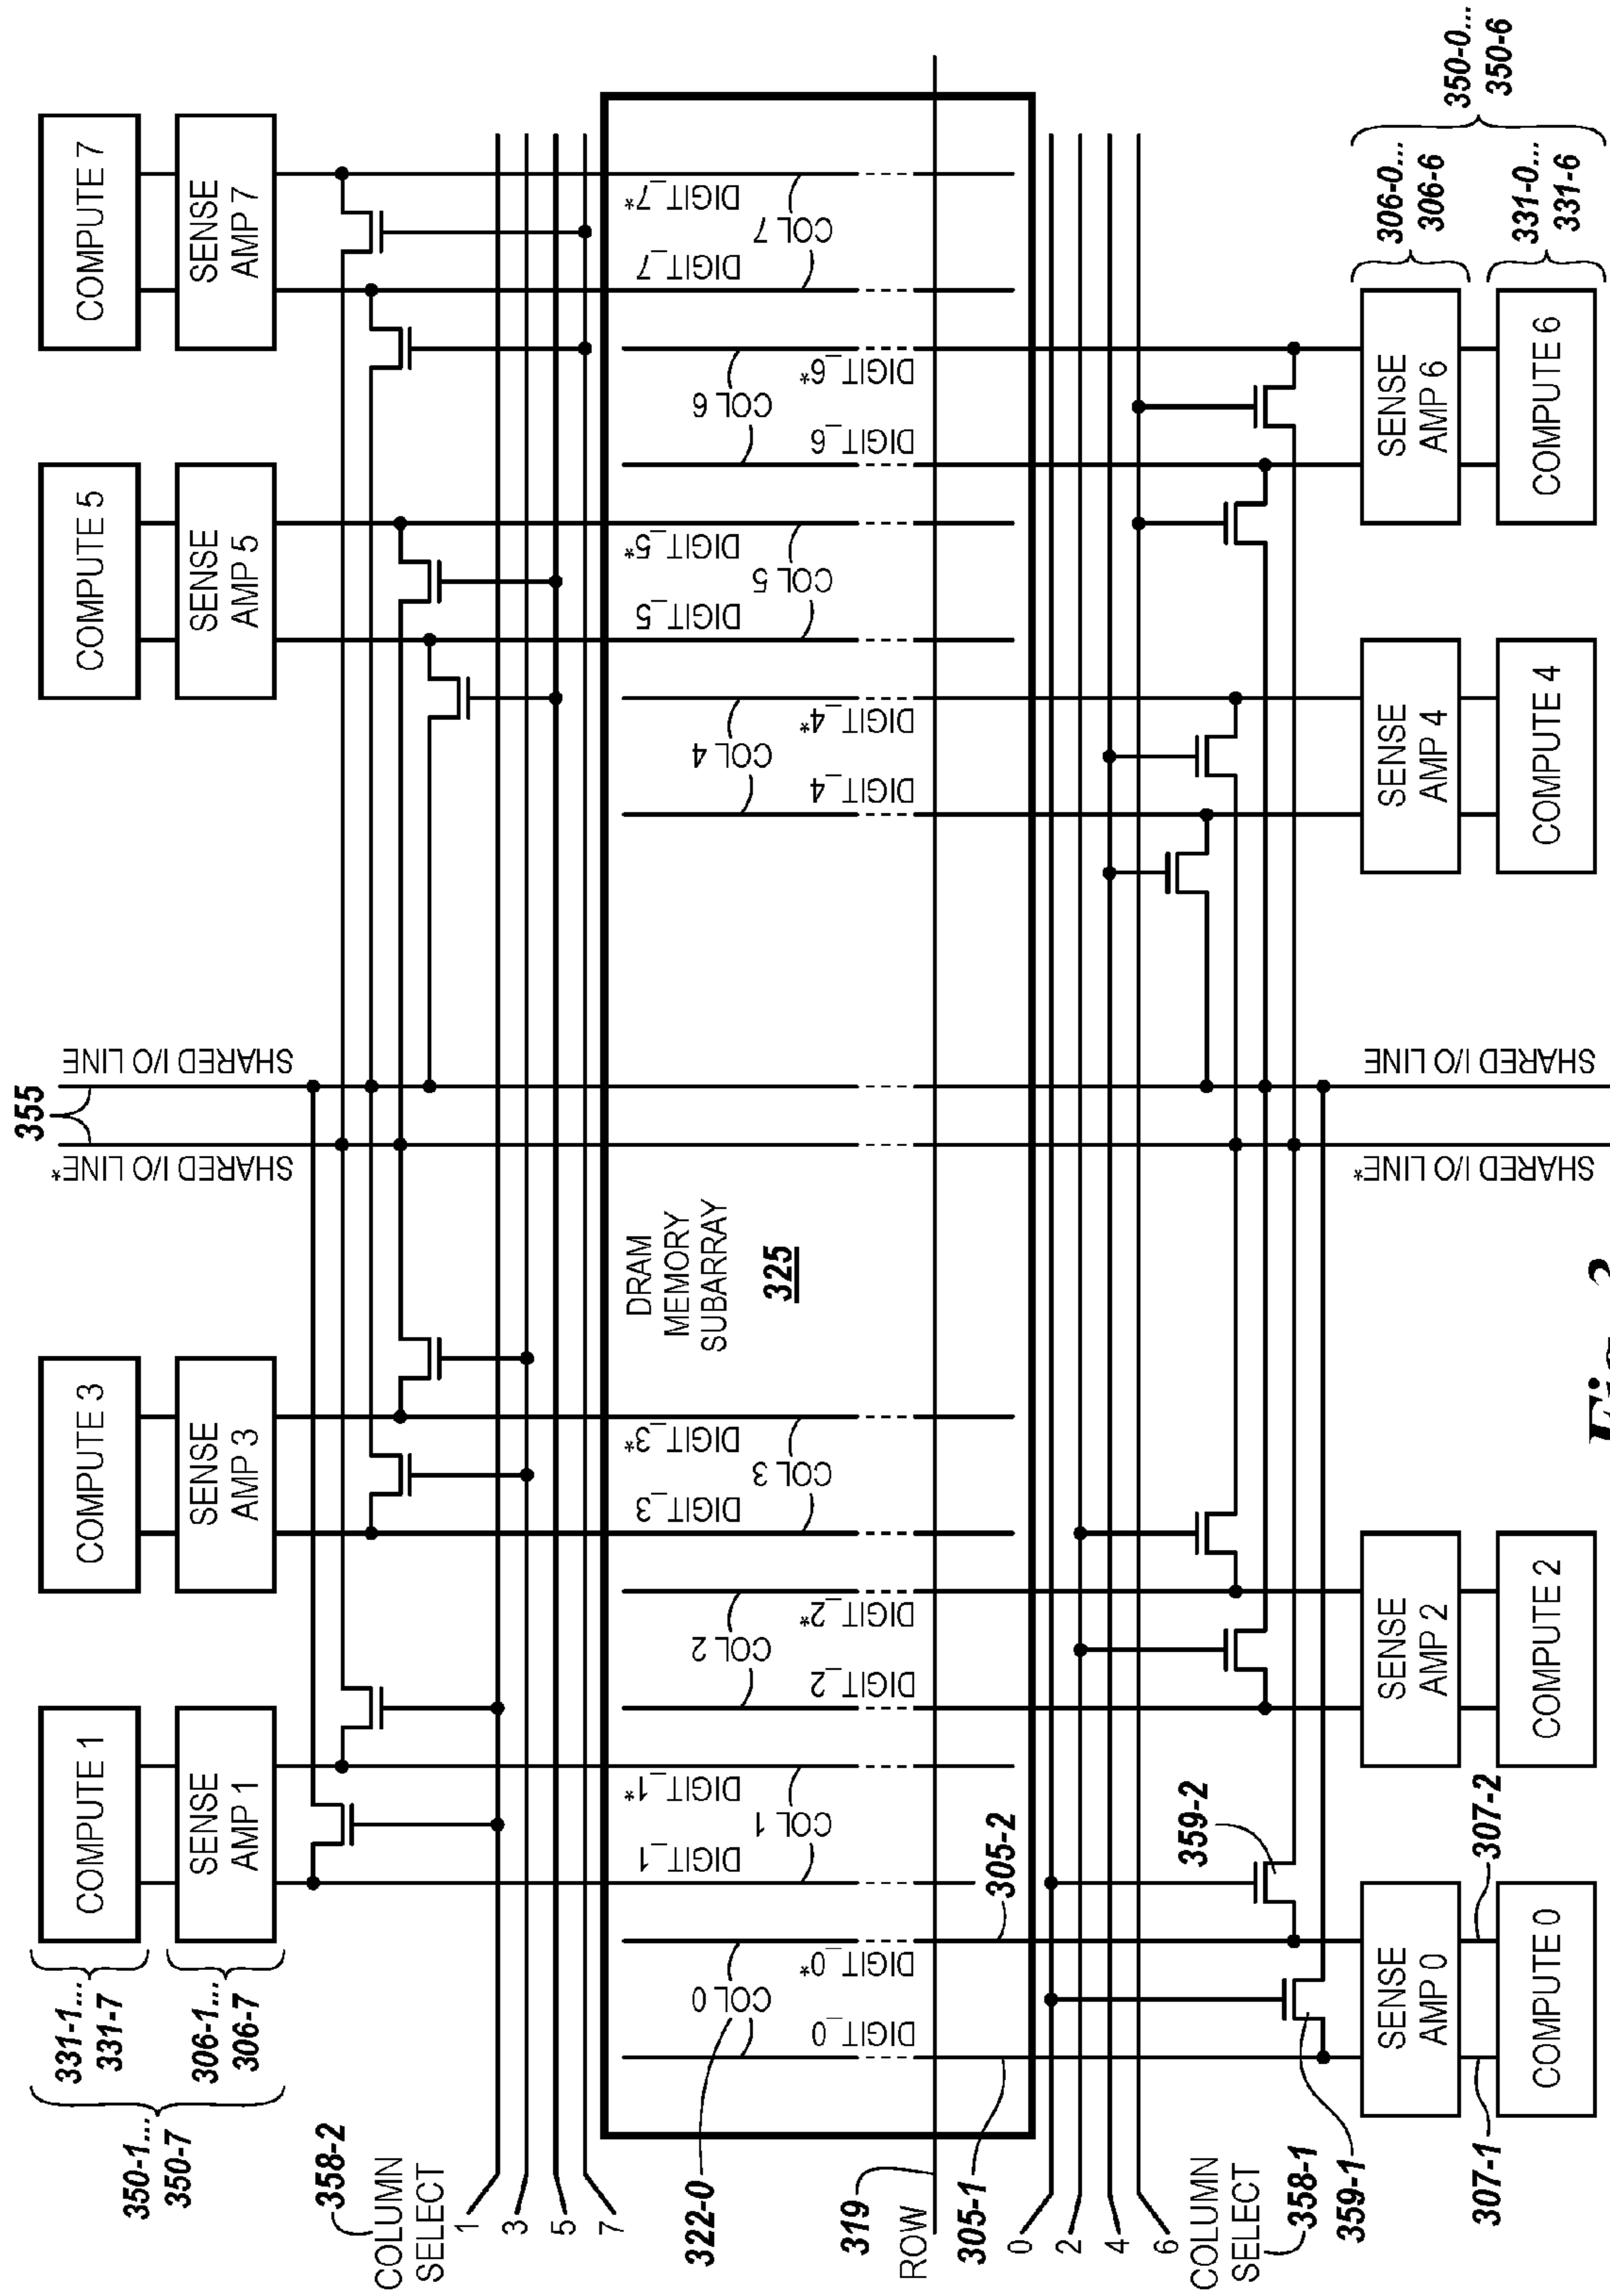 355
331-1...
331-7
COMPUTE 1
COMPUTE 3
COMPUTE 5
COMPUTE 7
350-1...
350-7
306-1...
306-7
SENSE
AMP 1
SENSE
AMP 3
SENSE
AMP 5
SENSE
AMP 7
SHARED I/O LINE*
SHARED I/O LINE
358-2
COLUMN
SELECT
1
3
5
7
DRAM
MEMORY
SUBARRAY
325
322-0
COL 0
DIGIT_0
DIGIT_0*
COL 1
DIGIT_1
DIGIT_1*
COL 2
DIGIT_2
DIGIT_2*
COL 3
DIGIT_3
DIGIT_3*
COL 4
DIGIT_4
DIGIT_4*
COL 5
DIGIT_5
DIGIT_5*
COL 6
DIGIT_6
DIGIT_6*
COL 7
DIGIT_7
DIGIT_7*
319
ROW
305-1
305-2
0
2
4
6
COLUMN
SELECT
358-1
359-1
359-2
SHARED I/O LINE*
SHARED I/O LINE
SENSE
AMP 0
SENSE
AMP 2
SENSE
AMP 4
SENSE
AMP 6
306-0...
306-6
350-0...
350-6
307-1
307-2
COMPUTE 0
COMPUTE 2
COMPUTE 4
COMPUTE 6
331-0...
331-6
Fig.